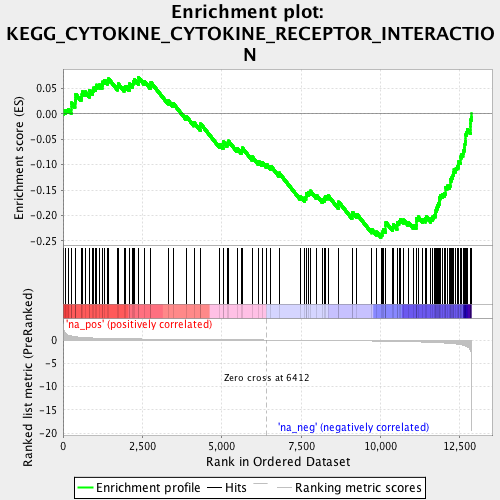 Enrichment plot:
KEGG_CYTOKINE_CYTOKINE_RECEPTOR_INTERACTIO
N
Enrichment score (ES)
0.05
0.00
-0.05
-0.10
-0.15
-0.20
-0.25
'na_pos' (positively correlated)
Ranked list metric (PreRanked)
0
-5
-10
-15
-20
Zero cross at 6412
'na_neg' (negatively correlated)
0
2,500
5,000
7,500
10,000
12,500
Rank in Ordered Dataset
Enrichment profile
Hits
Ranking metric scores